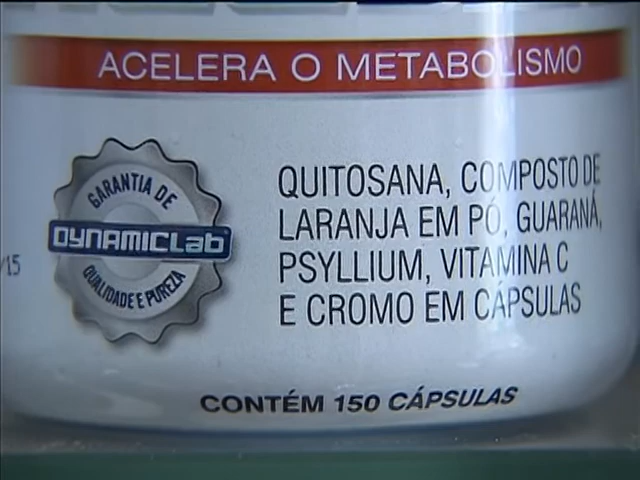 ACELERA O METABOLISMO
GARANTIA DE
DYNAMICLAB
QUALIDADE E PUREZA
/15
QUITOSANA, COMPOSTO DE
LARANJA EM PÓ, GUARANÁ,
PSYLLIUM, VITAMINA C
E CROMO EM CÁPSULAS
CONTÉM 150 CÁPSULAS